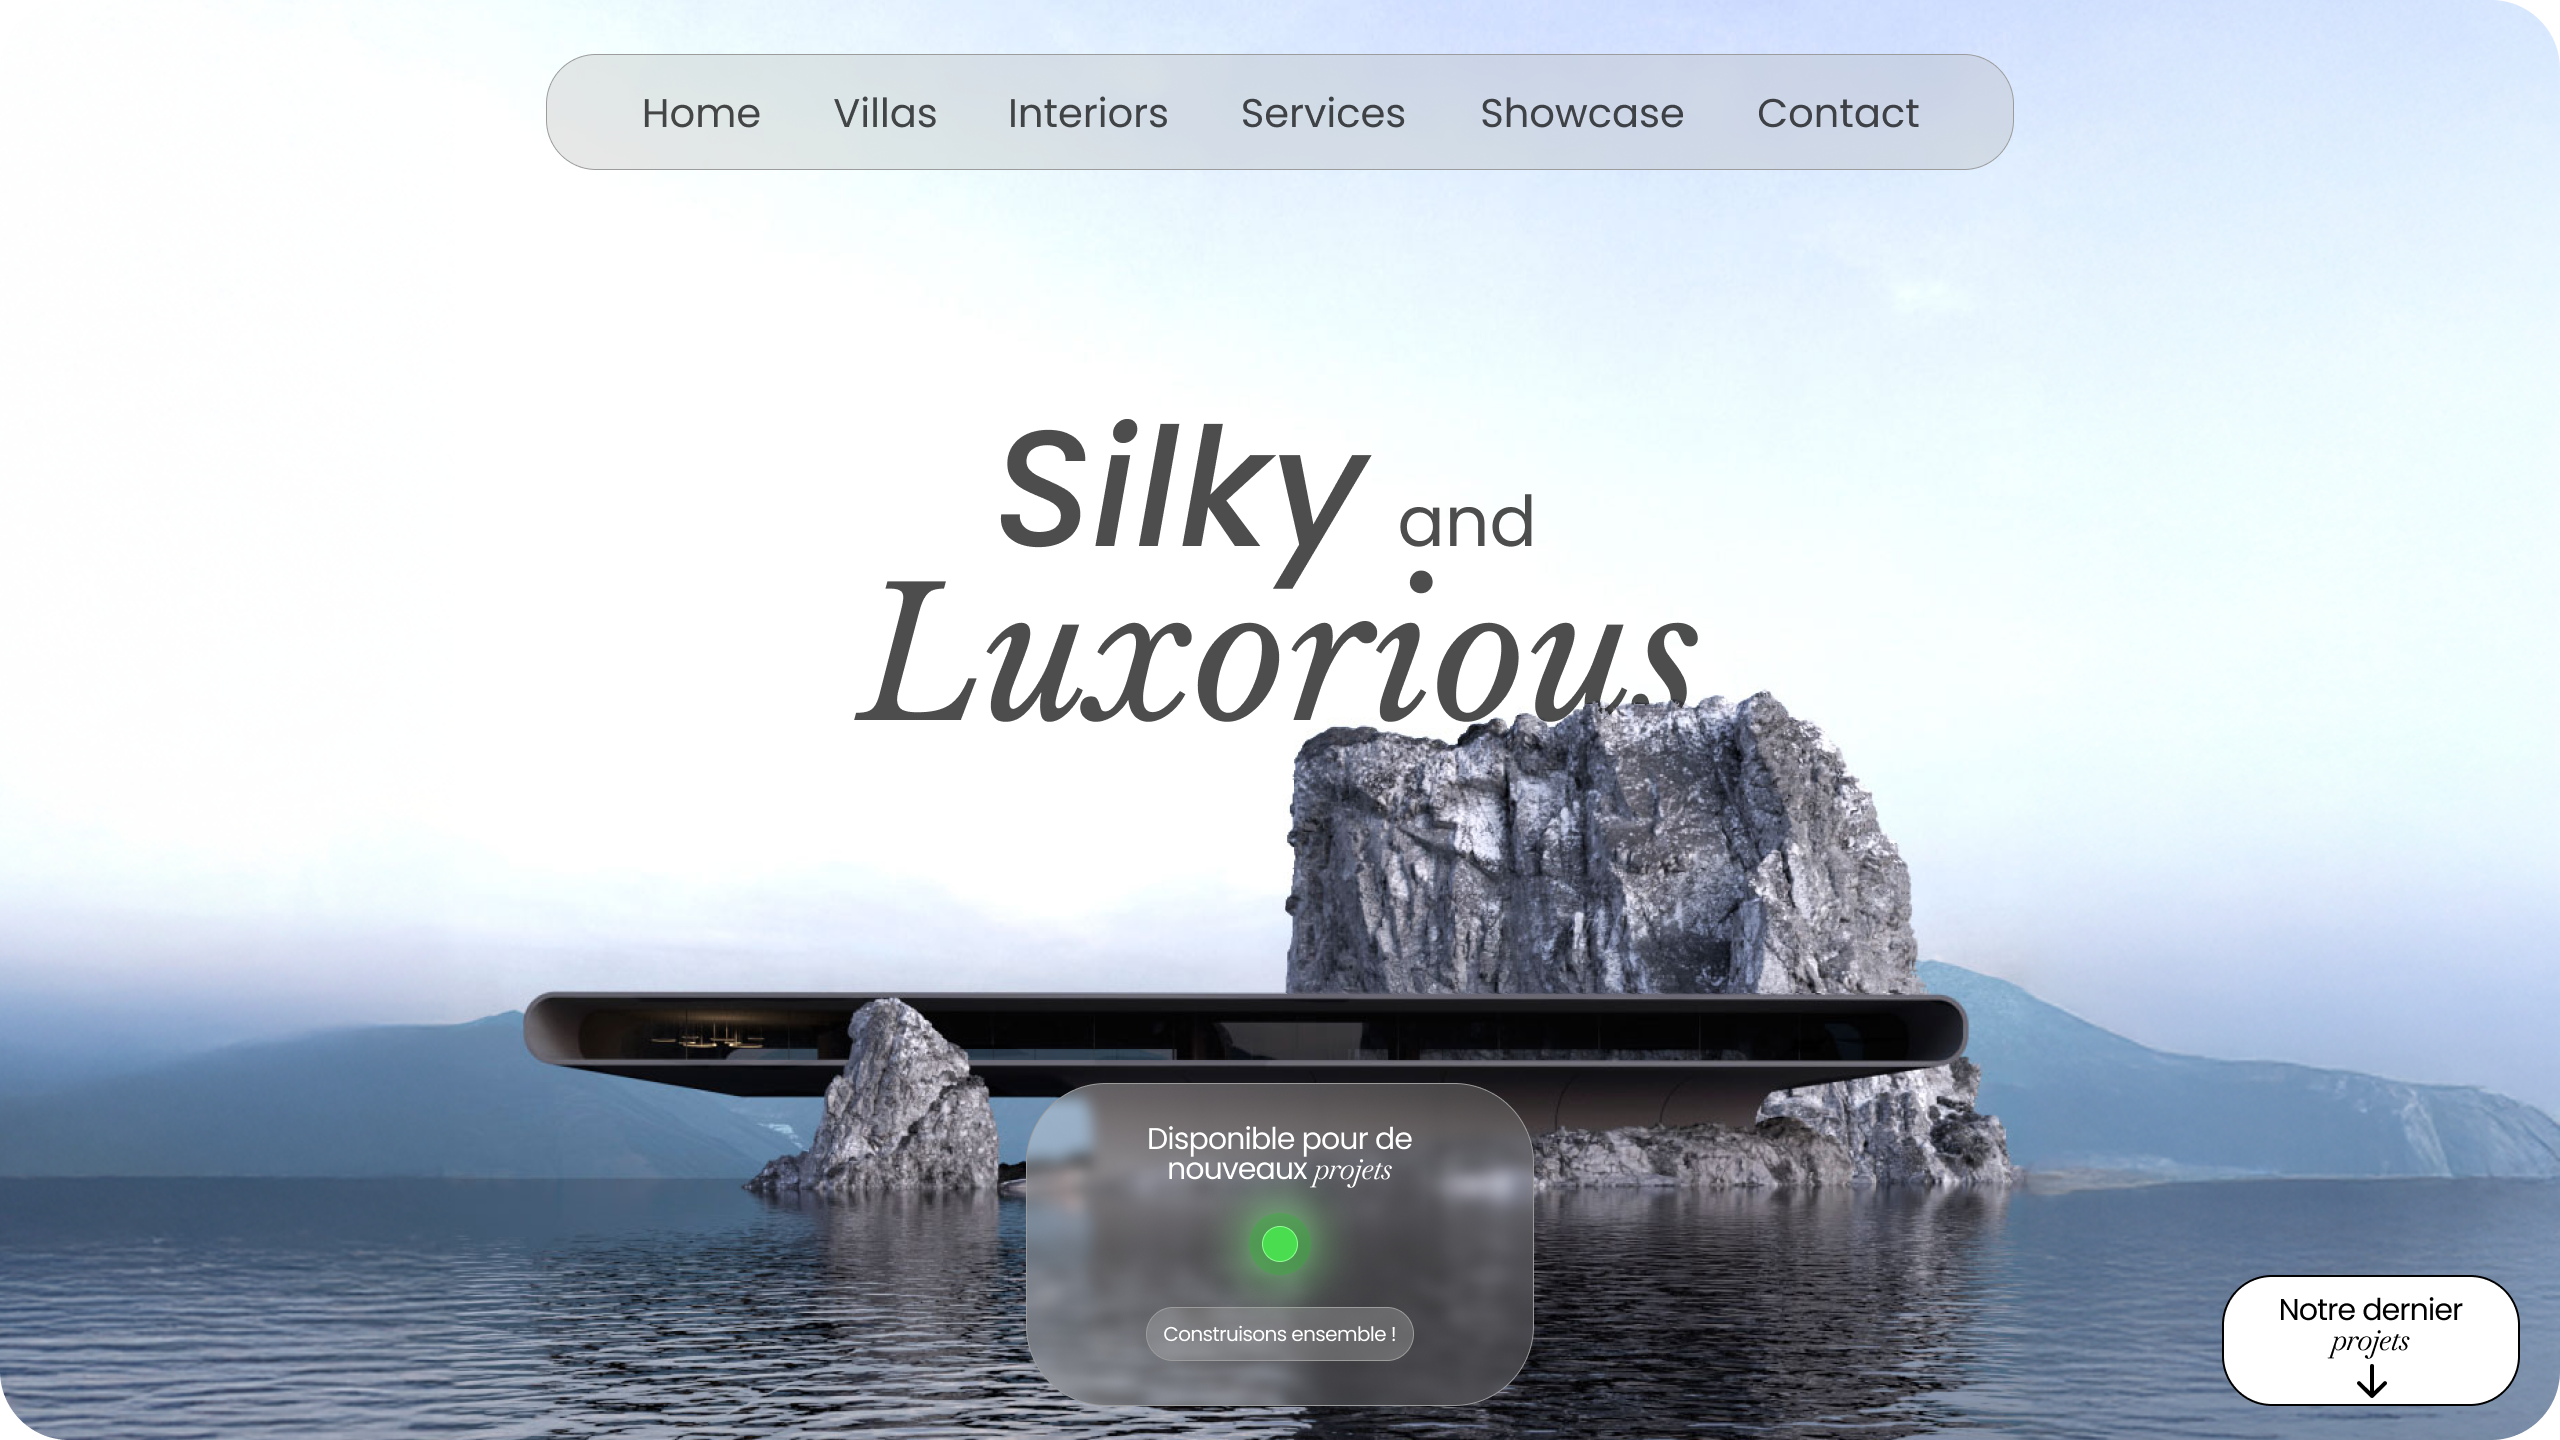 Home Villas Interiors Services Showcase Contact
Silky and
Luxorious
Disponible pour de
nouveaux projets
Construisons ensemble !
Notre dernier
projets